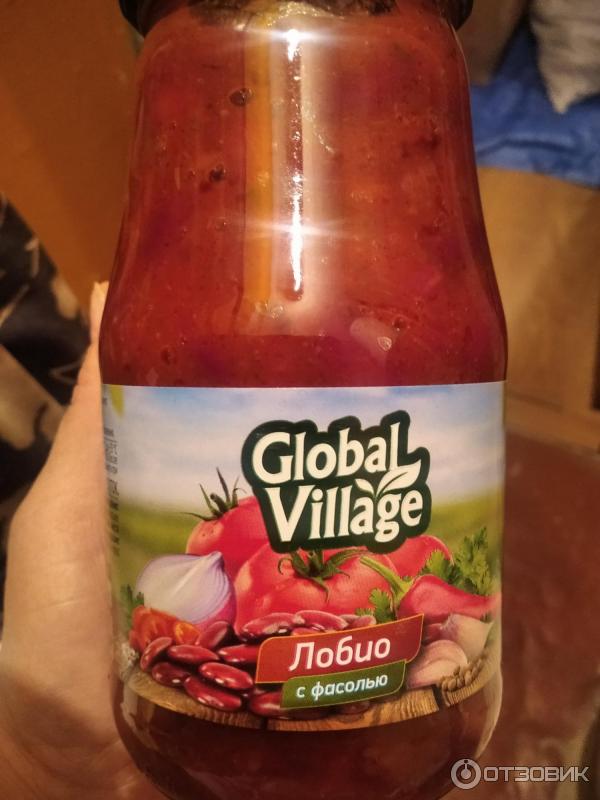 Global
Village
Лобио
с фасолью
ОТЗОВИК